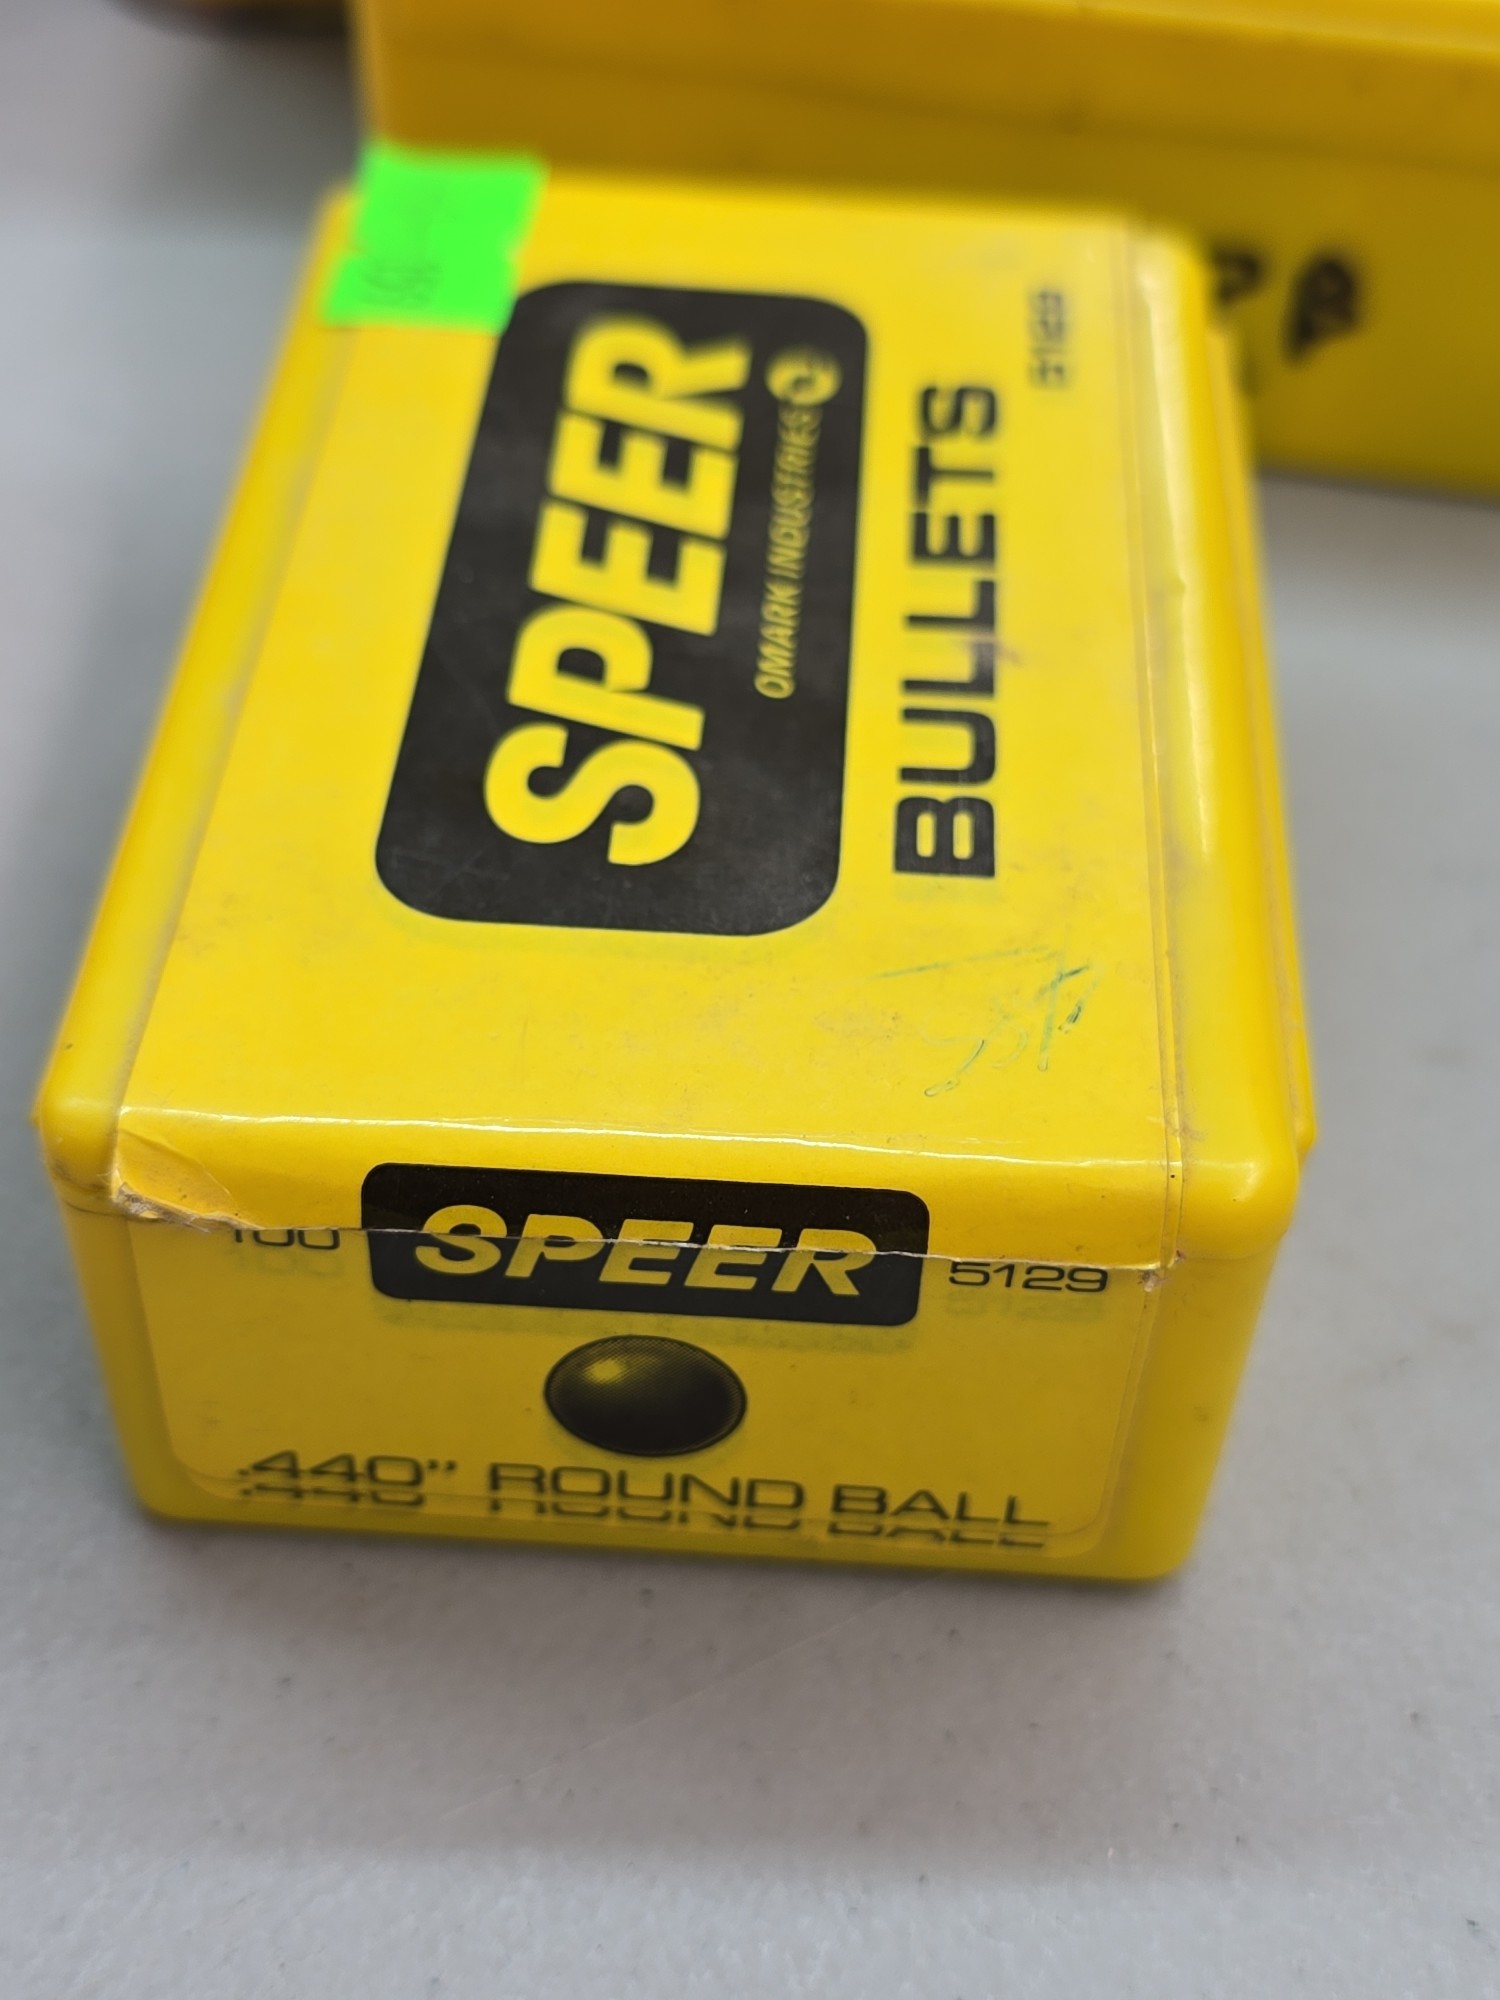 SPEER
OMARK INDUSTRIES
BULLETS
5129
100
SPEER
5129
.440" ROUND BALL